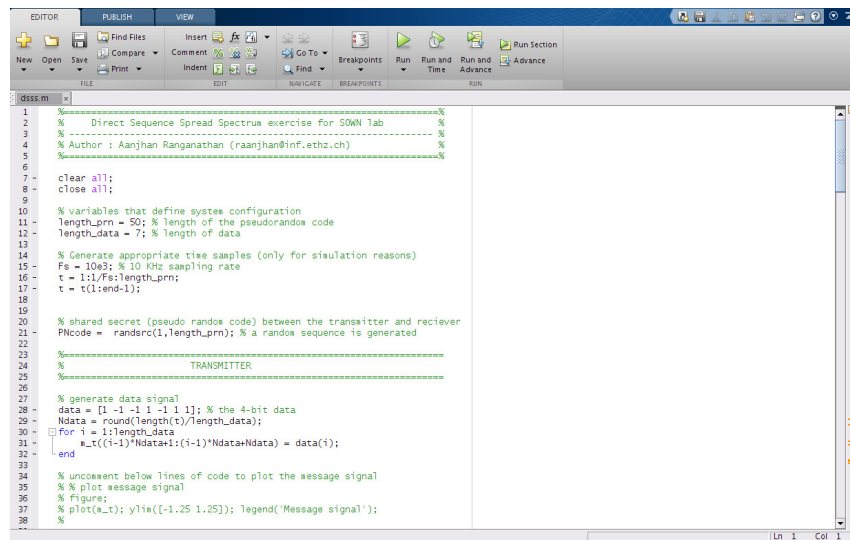 EDITOR PUBLISH VIEW
New Open Save Find Files Compare Print
Insert fx Comment Indent
Go To Find
Breakpoints
Run Run and Time Run and Advance Run Section Advance
FILE EDIT NAVIGATE BREAKPOINTS RUN
dsss.m ×
1 %==================================================================%
2 % Direct Sequence Spread Spectrum exercise for SOWN lab %
3 % ---------------------------------------------------------------- %
4 % Author : Aanjhan Ranganathan (raanjhan@inf.ethz.ch) %
5 %==================================================================%
6
7 - clear all;
8 - close all;
9
10 % variables that define system configuration
11 - length_prn = 50; % length of the pseudorandom code
12 - length_data = 7; % length of data
13
14 % Generate appropriate time samples (only for simulation reasons)
15 - Fs = 10e3; % 10 KHz sampling rate
16 - t = 1:1/Fs:length_prn;
17 - t = t(1:end-1);
18
19
20 % shared secret (pseudo random code) between the transmitter and reciever
21 - PNcode = randsrc(1,length_prn); % a random sequence is generated
22
23 %===================================================================
24 % TRANSMITTER
25 %===================================================================
26
27 % generate data signal
28 - data = [1 -1 -1 1 -1 1 1]; % the 4-bit data
29 - Ndata = round(length(t)/length_data);
30 - for i = 1:length_data
31 - m_t((i-1)*Ndata+1:(i-1)*Ndata+Ndata) = data(i);
32 - end
33
34 % uncomment below lines of code to plot the message signal
35 % % plot message signal
36 % figure;
37 % plot(m_t); ylim([-1.25 1.25]); legend('Message signal');
38 %
Ln 1 Col 1